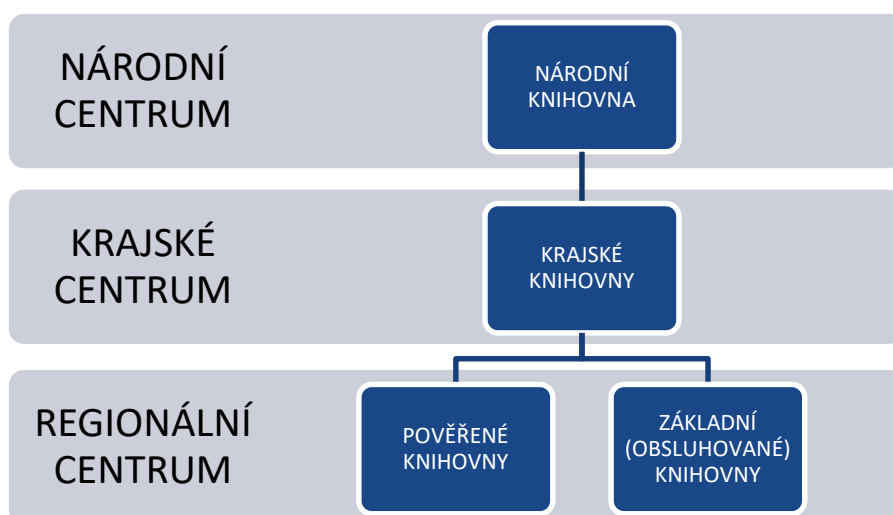 NÁRODNÍ
CENTRUM
NÁRODNÍ
KNIHOVNA
KRAJSKÉ
CENTRUM
KRAJSKÉ
KNIHOVNY
REGIONÁLNÍ
CENTRUM
POVĚŘENÉ
KNIHOVNY
ZÁKLADNÍ
(OBSLUHOVANÉ)
KNIHOVNY